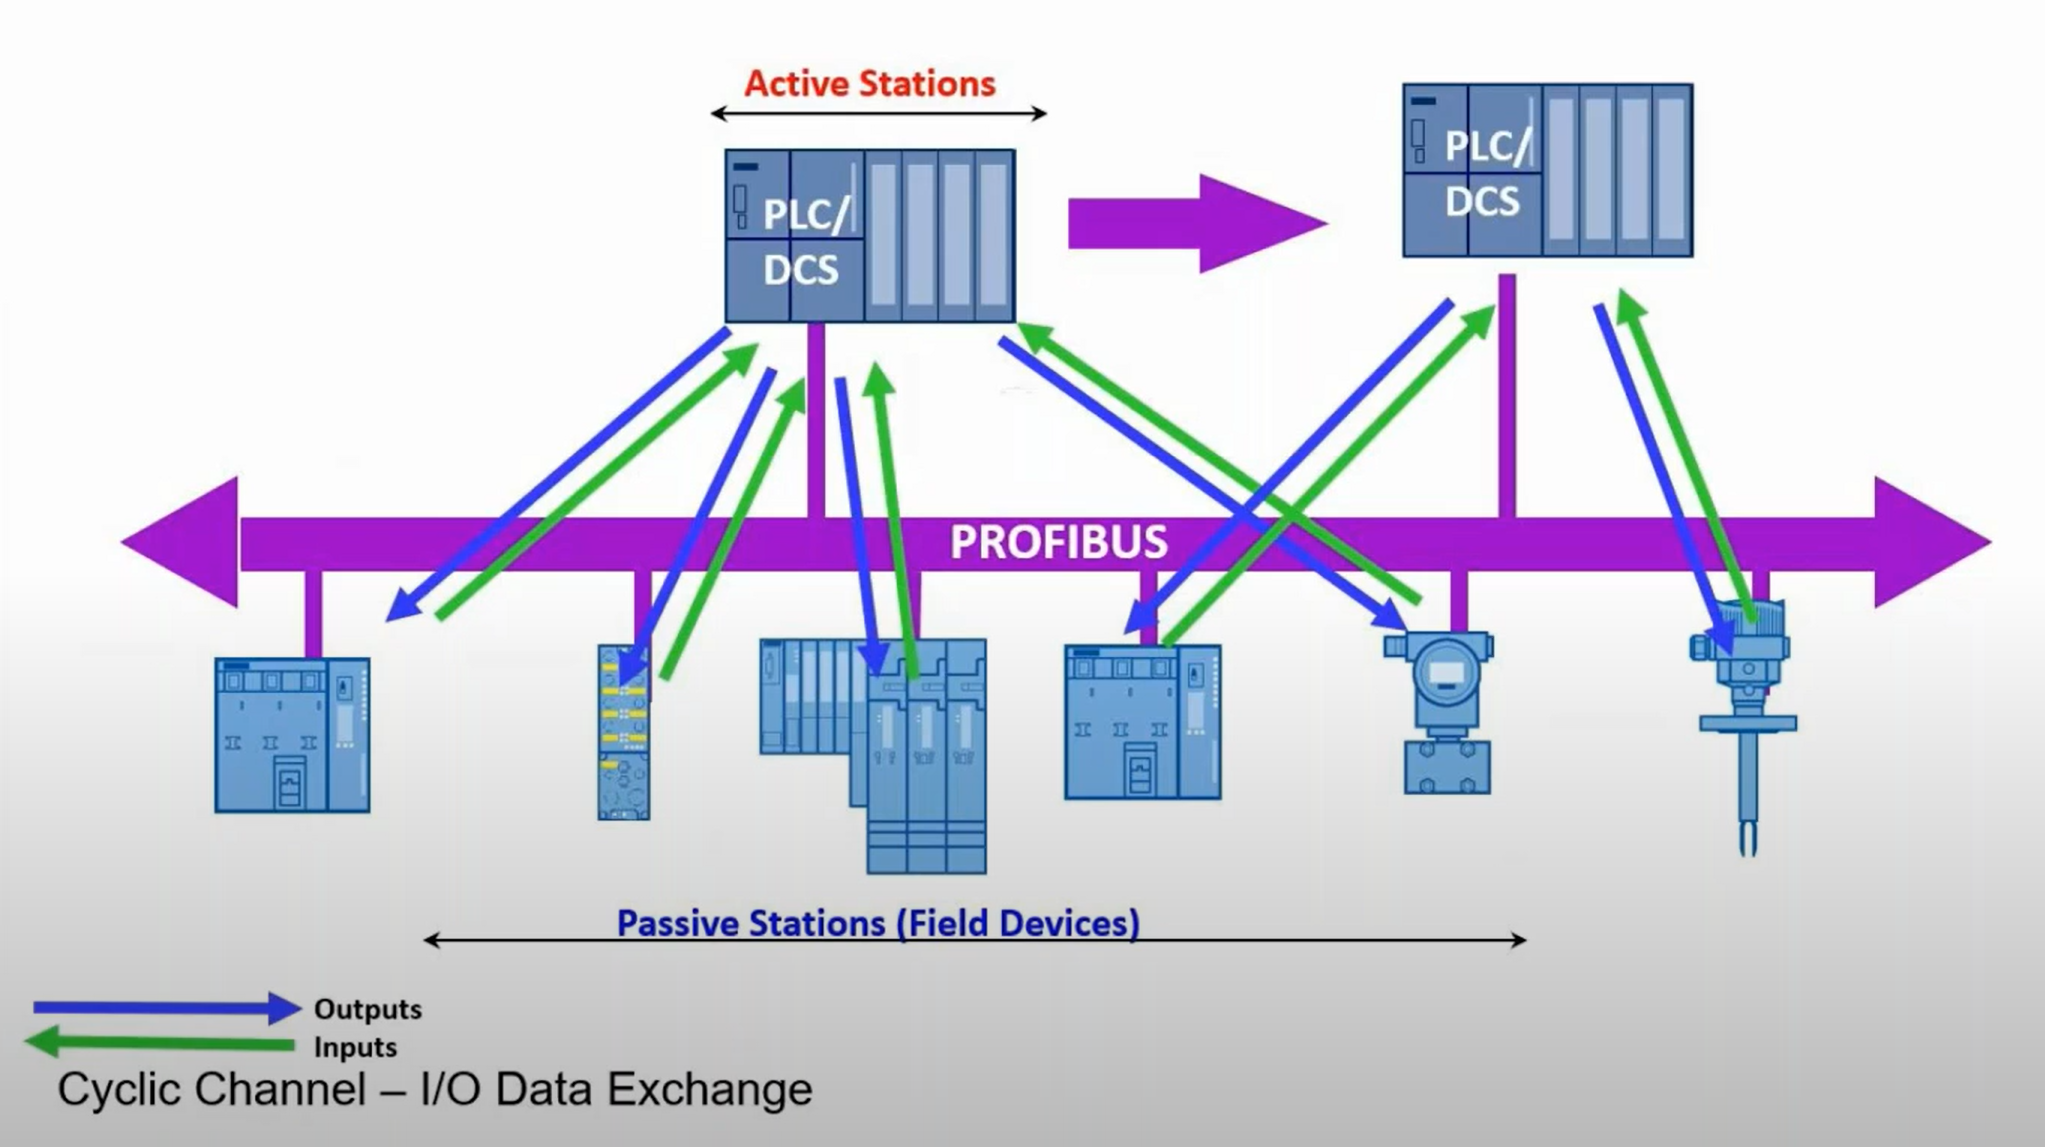 Active Stations
PLC/
DCS
PLC/
DCS
PROFIBUS
Passive Stations (Field Devices)
Outputs
Inputs
Cyclic Channel – I/O Data Exchange